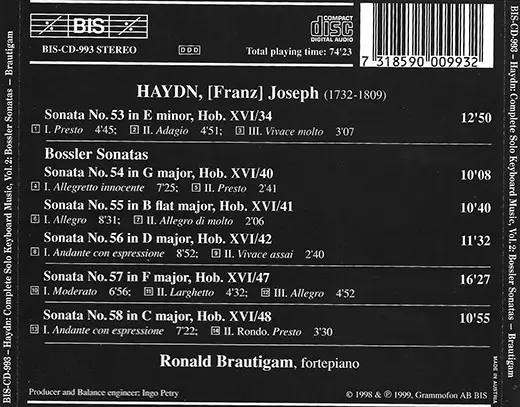 BIS
COMPACT
disc
DIGITAL AUDIO
BIS-CD-993 STEREO
DDD
Total playing time: 74'23
7 318590 009932
HAYDN, [Franz] Joseph (1732-1809)
Sonata No. 53 in E minor, Hob. XVI/34 12'50
1 I. Presto 4'45; 2 II. Adagio 4'51; 3 III. Vivace molto 3'07
Bossler Sonatas
Sonata No. 54 in G major, Hob. XVI/40 10'08
4 I. Allegretto innocente 7'25; 5 II. Presto 2'41
Sonata No. 55 in B flat major, Hob. XVI/41 10'40
6 I. Allegro 8'31; 7 II. Allegro di molto 2'06
Sonata No. 56 in D major, Hob. XVI/42 11'32
8 I. Andante con espressione 8'52; 9 II. Vivace assai 2'40
Sonata No. 57 in F major, Hob. XVI/47 16'27
10 I. Moderato 6'56; 11 II. Larghetto 4'32; 12 III. Allegro 4'52
Sonata No. 58 in C major, Hob. XVI/48 10'55
13 I. Andante con espressione 7'22; 14 II. Rondo. Presto 3'30
Ronald Brautigam, fortepiano
Producer and Balance engineer: Ingo Petry
© 1998 & ℗ 1999, Grammofon AB BIS
MADE IN AUSTRIA
BIS-CD-993 – Haydn: Complete Solo Keyboard Music, Vol. 2: Bossler Sonatas – Brautigam
BIS-CD-993 – Haydn: Complete Solo Keyboard Music, Vol. 2: Bossler Sonatas – Brautigam